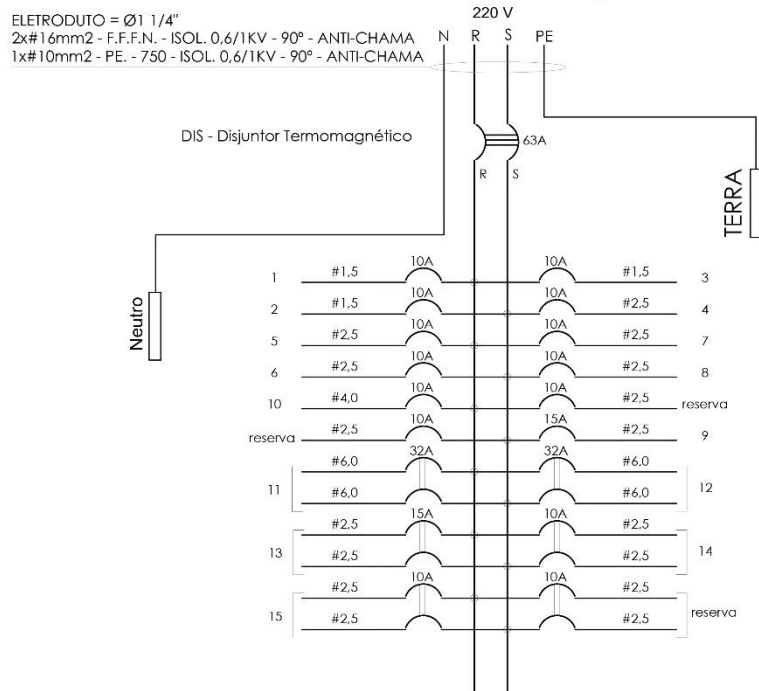 ELETRODUTO = Ø1 1/4"
2x#16mm2 - F.F.F.N. - ISOL. 0,6/1KV - 90º - ANTI-CHAMA
1x#10mm2 - PE. - 750 - ISOL. 0,6/1KV - 90º - ANTI-CHAMA
220 V
N R S PE
DIS - Disjuntor Termomagnético
63A
R S
TERRA
Neutro
1 #1,5 10A 10A #1,5 3
2 #1,5 10A 10A #2,5 4
5 #2,5 10A 10A #2,5 7
6 #2,5 10A 10A #2,5 8
10 #4,0 10A 10A #2,5 reserva
reserva #2,5 10A 15A #2,5 9
#6,0 32A 32A #6,0
11 12
#6,0 #6,0
#2,5 15A 10A #2,5
13 14
#2,5 #2,5
#2,5 10A 10A #2,5
15 reserva
#2,5 #2,5